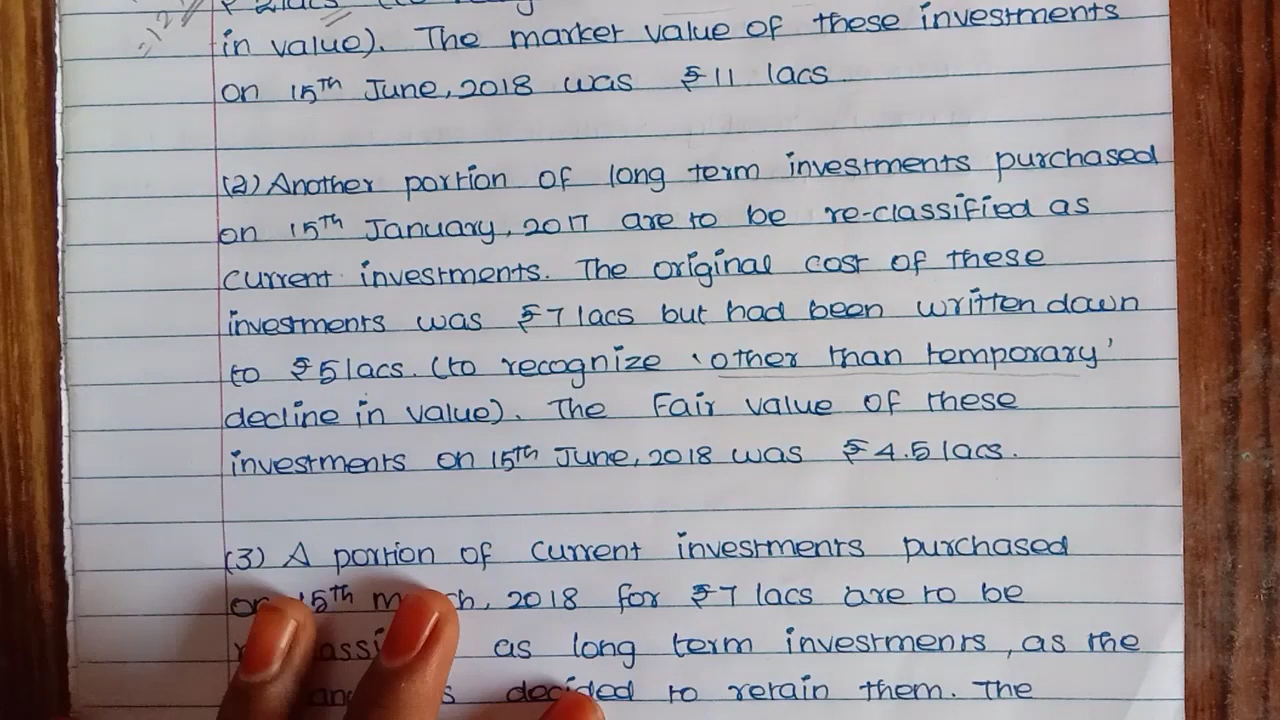 in value). The market value of these investments
on 15th June, 2018 was ₹11 lacs
(2) Another portion of long term investments purchased
on 15th January, 2017 are to be re-classified as
current investments. The original cost of these
investments was ₹7 lacs but had been written down
to ₹5 lacs. (to recognize 'other than temporary'
decline in value). The Fair value of these
investments on 15th June, 2018 was ₹4.5 lacs.
(3) A portion of current investments purchased
15th 2018 for ₹7 lacs are to be
as long term investments, as the
decided to retain them. The